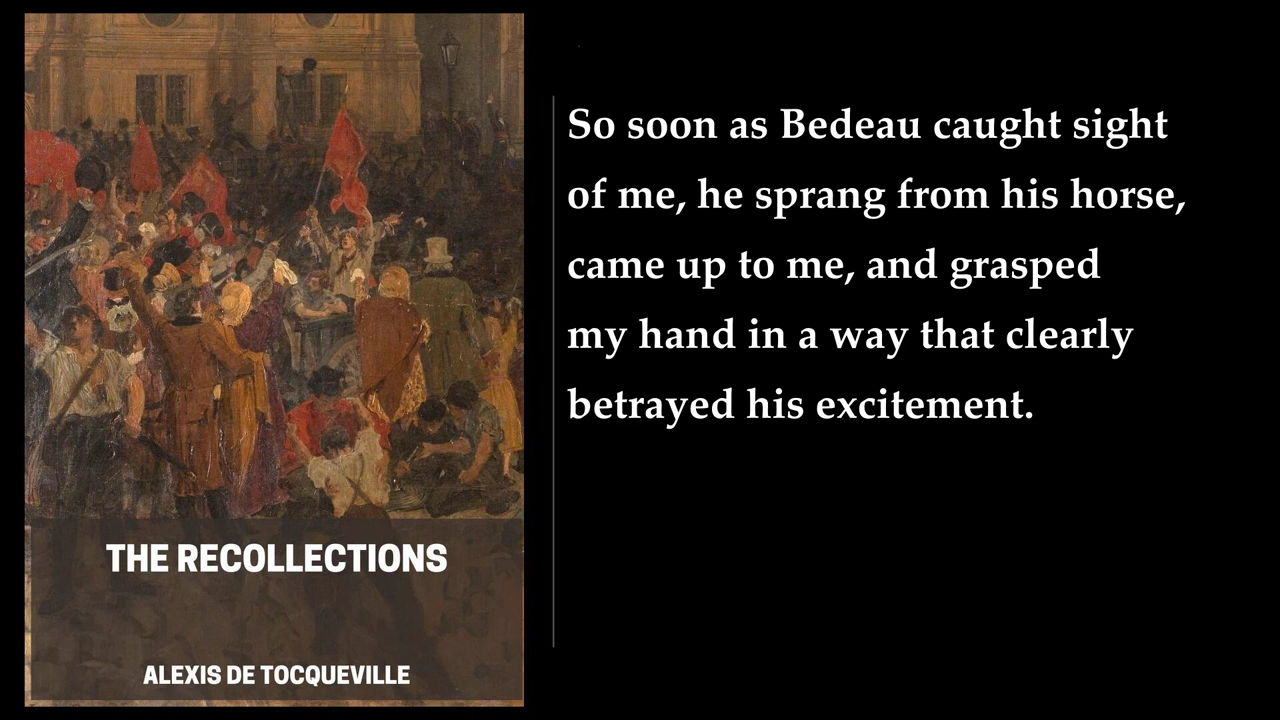 THE RECOLLECTIONS
ALEXIS DE TOCQUEVILLE
So soon as Bedeau caught sight
of me, he sprang from his horse,
came up to me, and grasped
my hand in a way that clearly
betrayed his excitement.